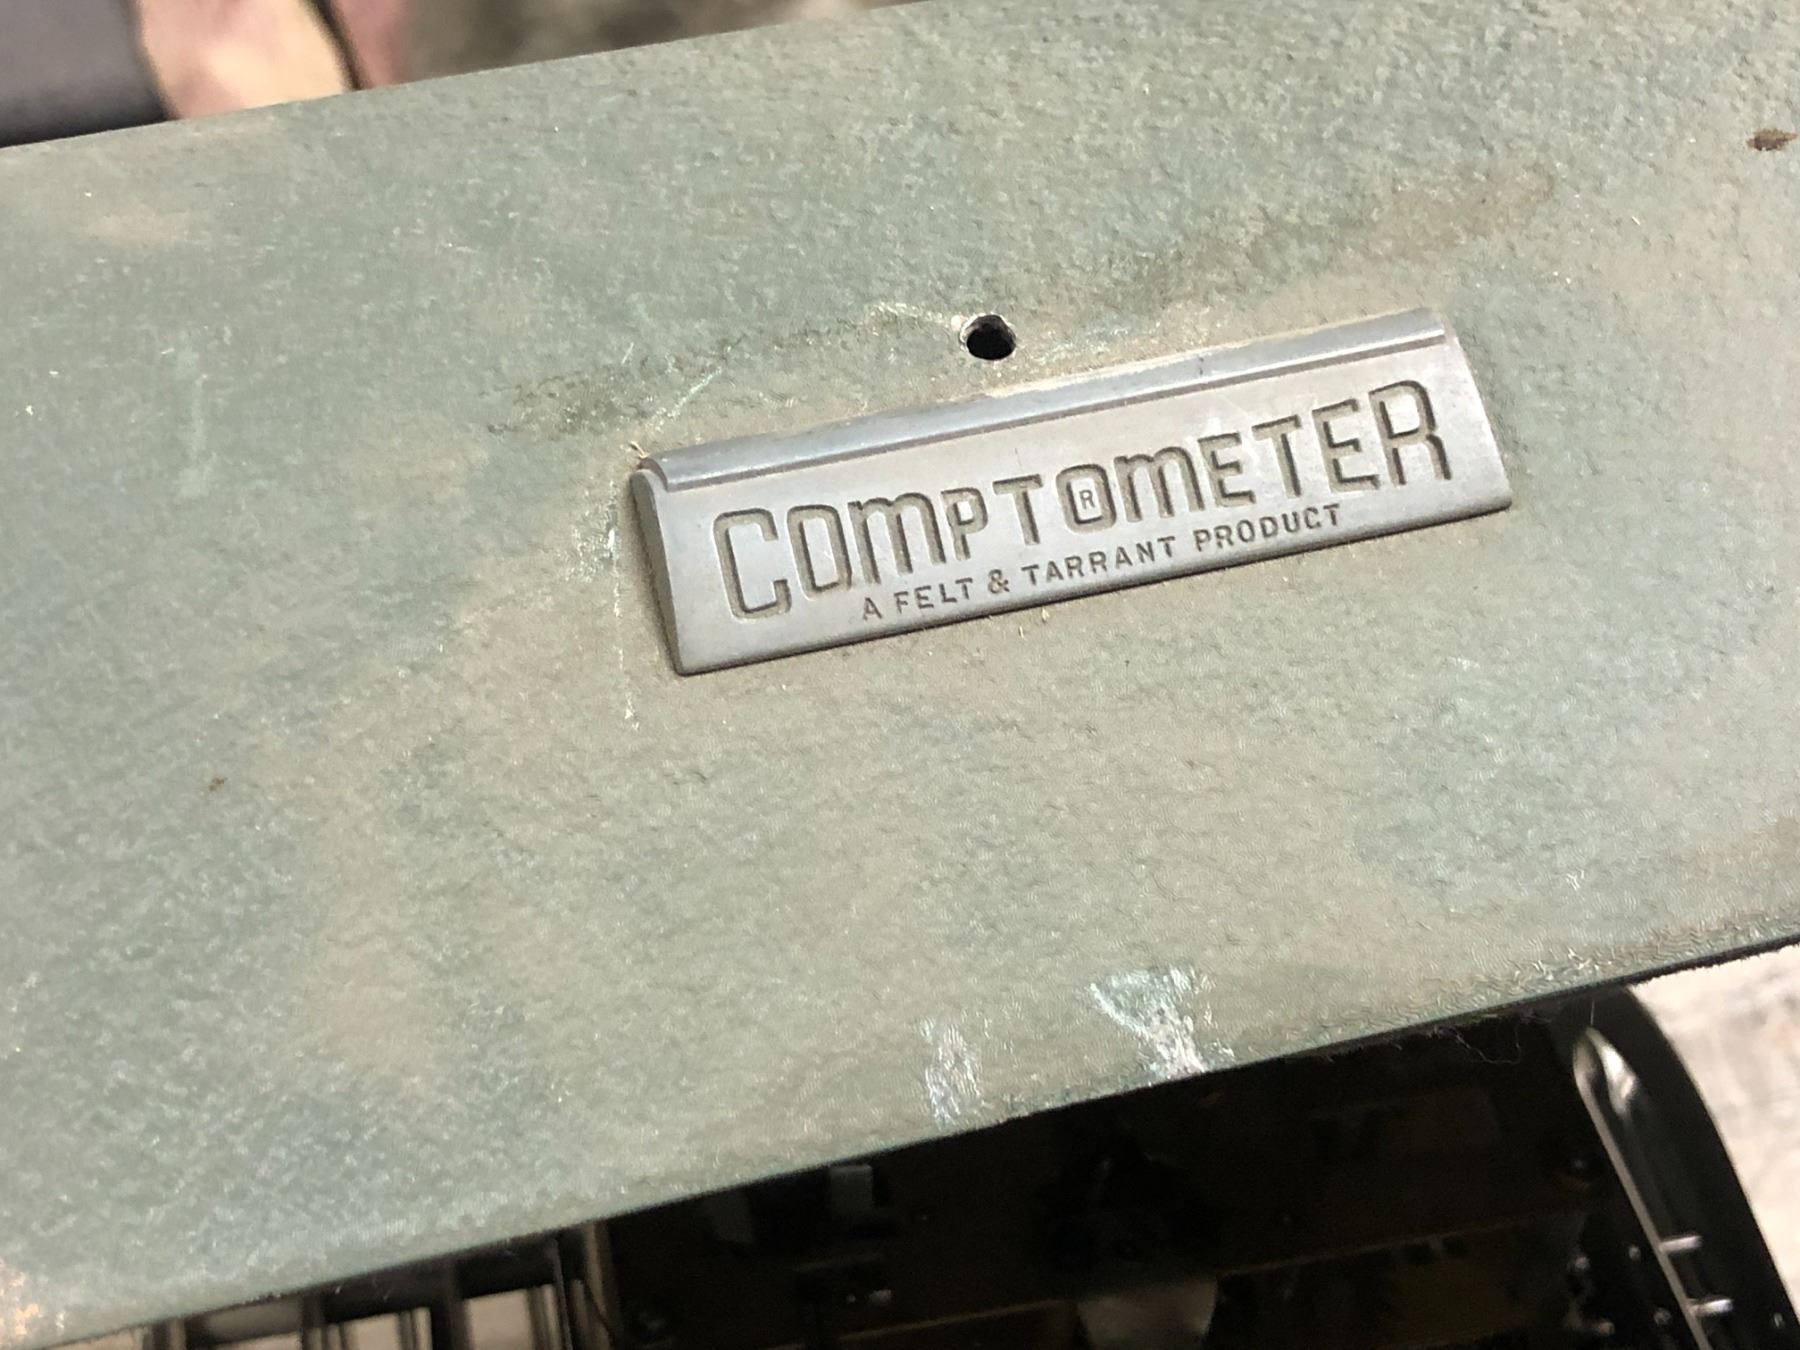 COMPTOMETER
R
A FELT & TARRANT PRODUCT